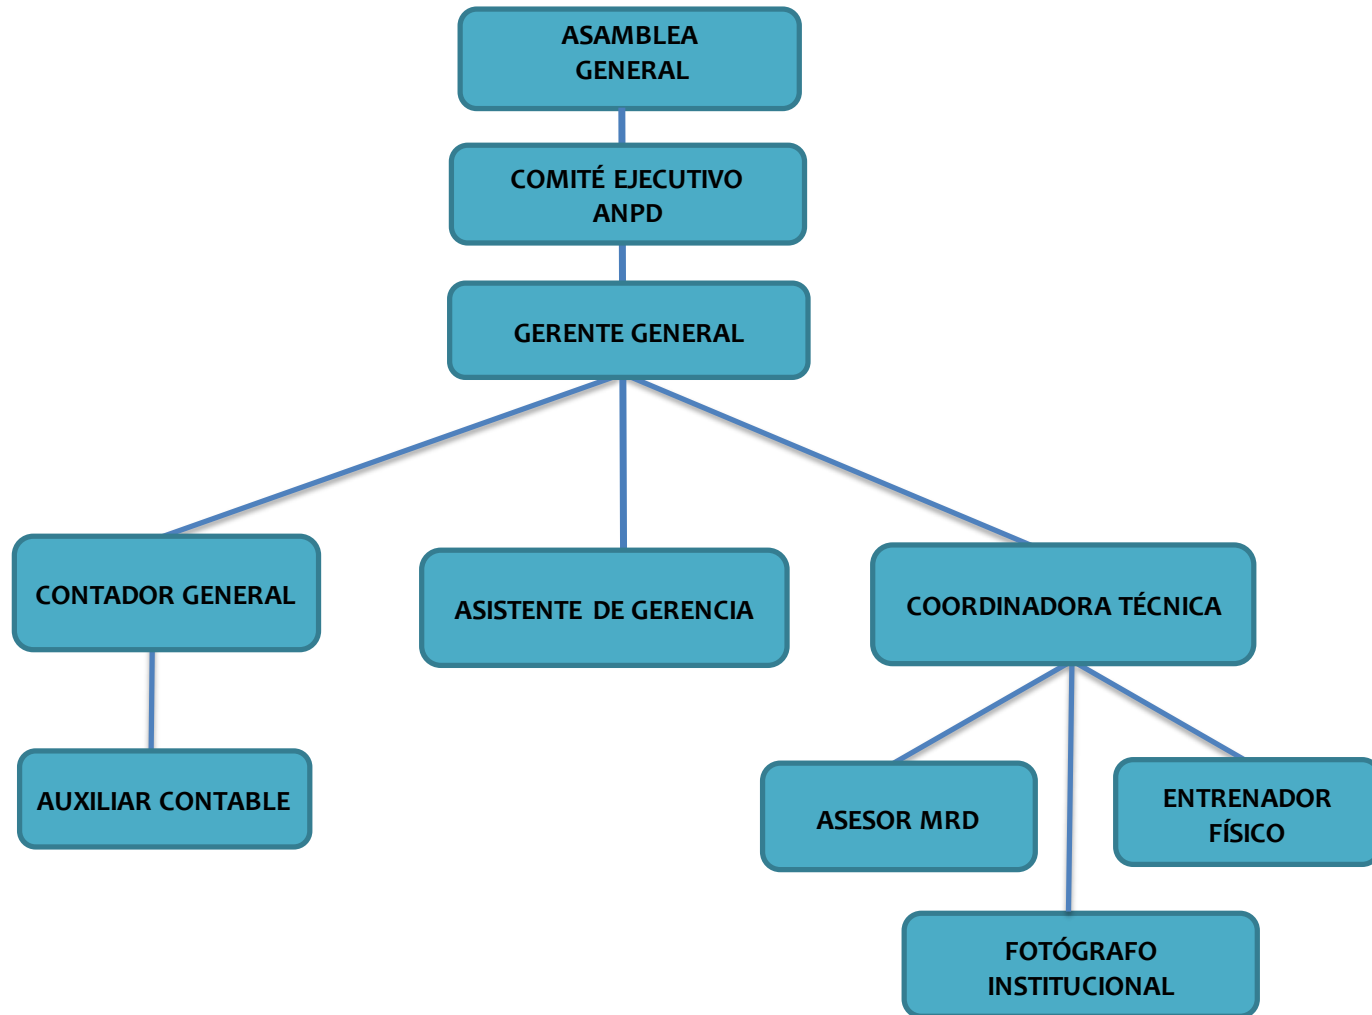 ASAMBLEA
GENERAL
COMITÉ EJECUTIVO
ANPD
GERENTE GENERAL
CONTADOR GENERAL
ASISTENTE DE GERENCIA
COORDINADORA TÉCNICA
AUXILIAR CONTABLE
ASESOR MRD
ENTRENADOR
FÍSICO
FOTÓGRAFO
INSTITUCIONAL